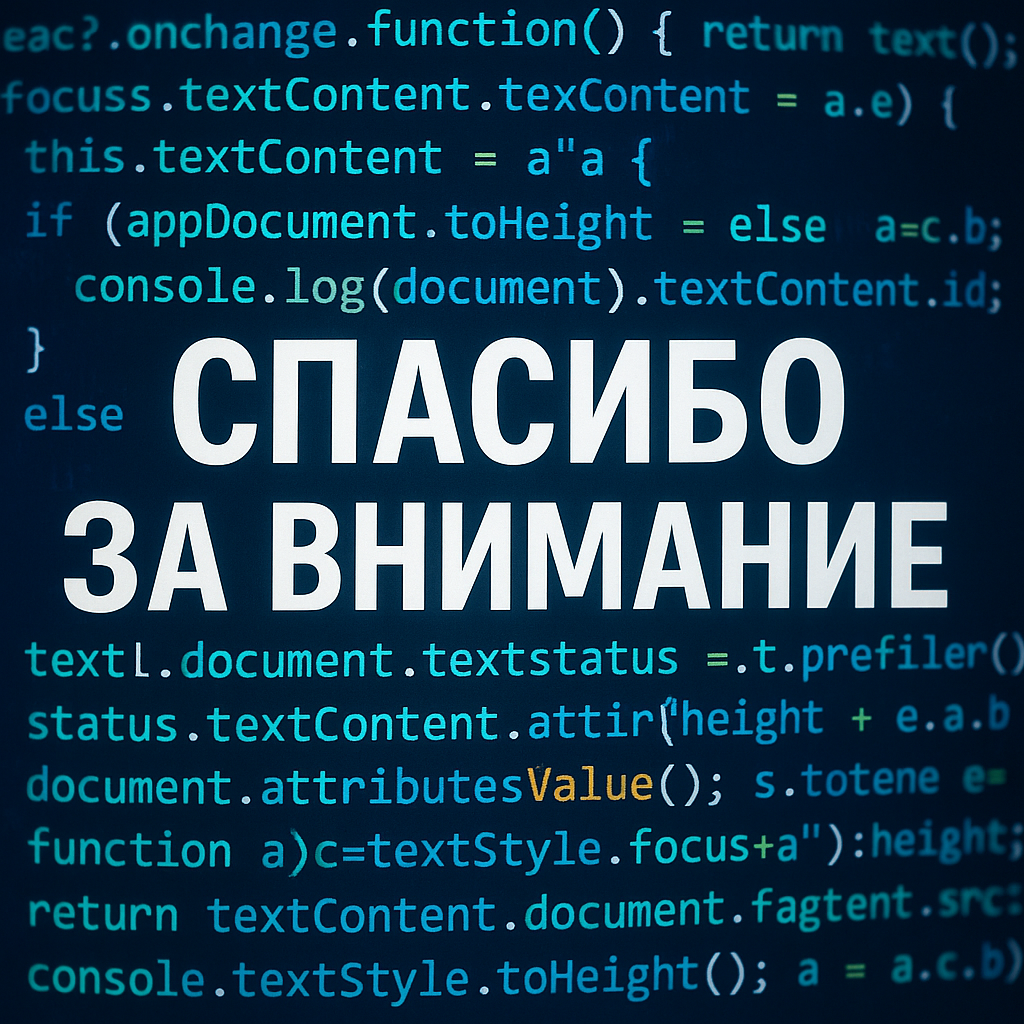 eac?.onchange.function() { return text();
focuss.textContent.texContent = a.e) {
this.textContent = a"a {
if (appDocument.toHeight = else a=c.b;
console.log(document).textContent.id;
}
else
СПАСИБО
ЗА ВНИМАНИЕ
textl.document.textstatus =.t.prefiler()
status.textContent.attir("height + e.a.b
document.attributesValue(); s.totene e=
function a)c=textStyle.focus+a"):height;
return textContent.document.fagtent.src:
console.textStyle.toHeight(); a = a.c.b)